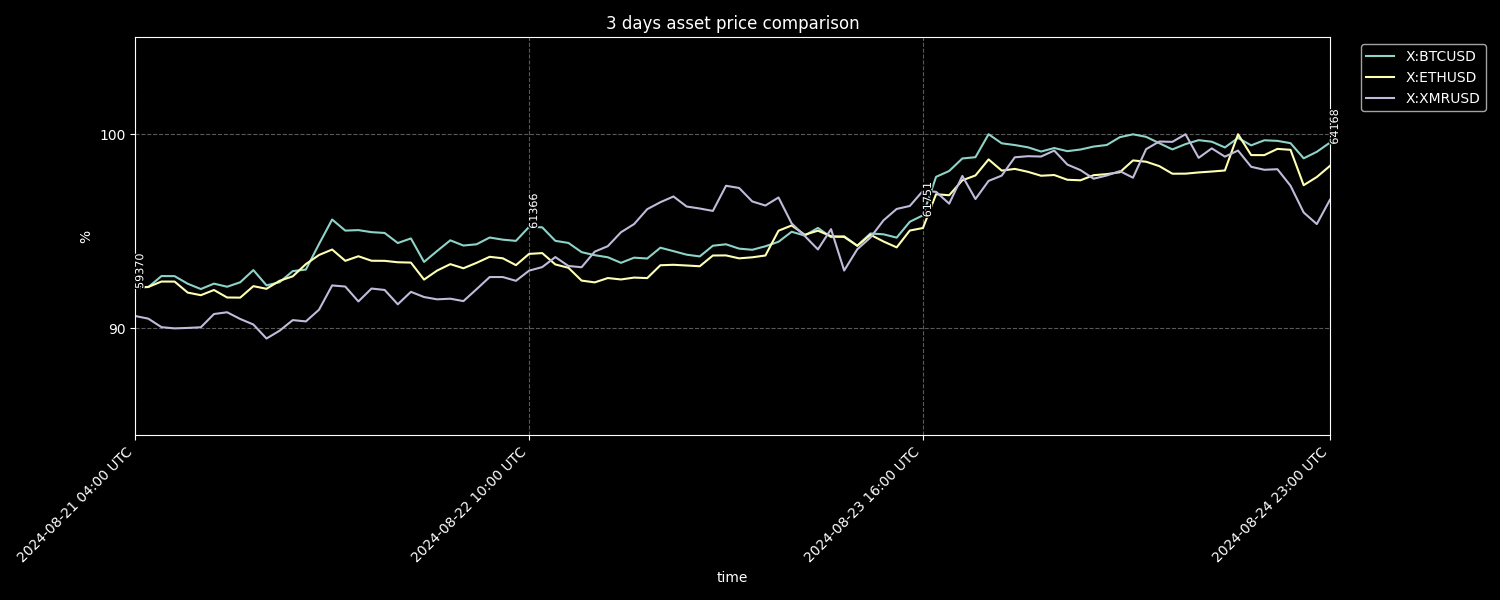 3 days asset price comparison
X:BTCUSD
X:ETHUSD
X:XMRUSD
%
100
90
59370
61366
61751
64168
2024-08-21 04:00 UTC
2024-08-22 10:00 UTC
2024-08-23 16:00 UTC
2024-08-24 23:00 UTC
time